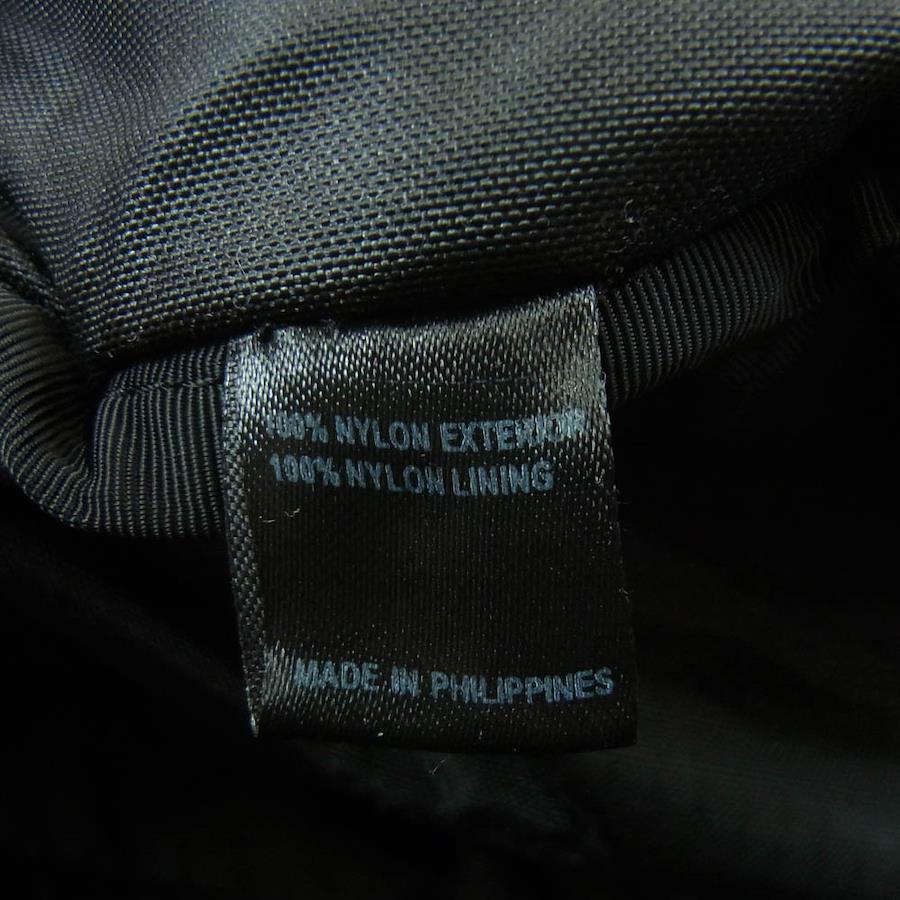 100% NYLON EXTERIOR
100% NYLON LINING
MADE IN PHILIPPINES